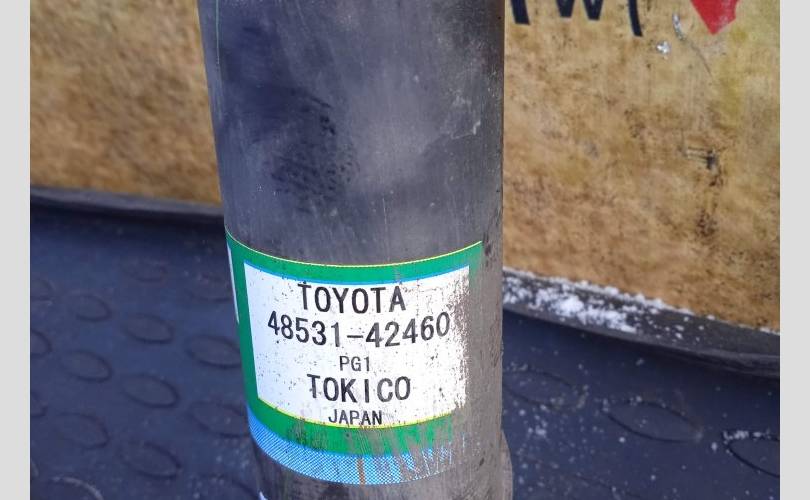 TOYOTA
48531-42460
PG1
TOKICO
JAPAN